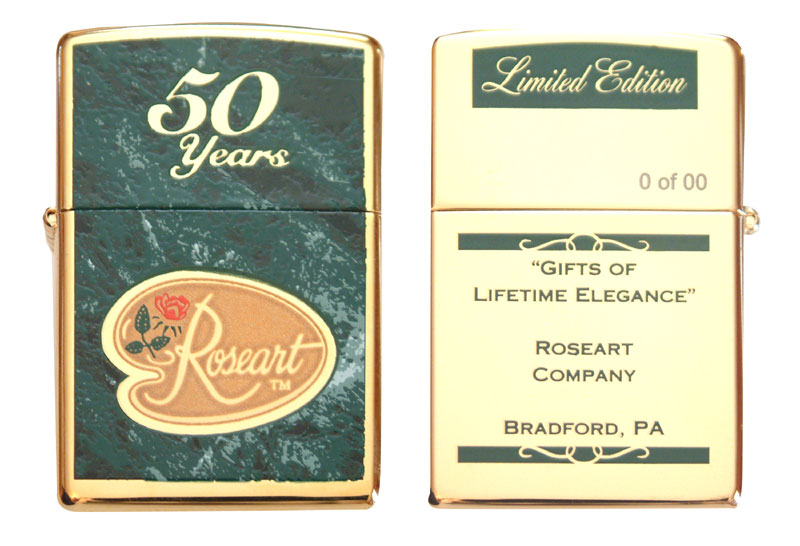 50
Years
Roseart
TM
Limited Edition
0 of 00
“GIFTS OF
LIFETIME ELEGANCE”
ROSEART
COMPANY
BRADFORD, PA